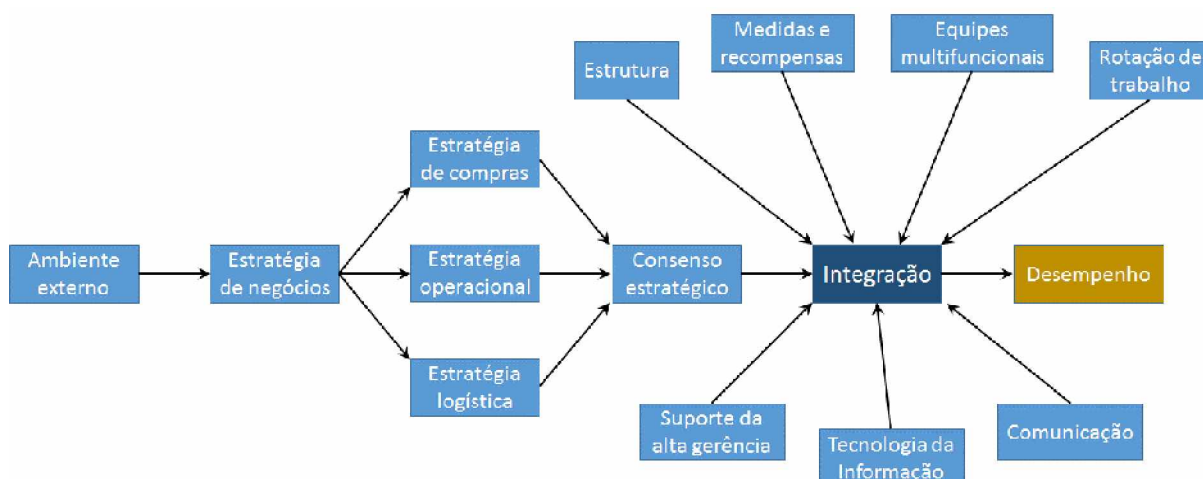 Medidas e
recompensas
Equipes
multifuncionais
Estrutura
Rotação de
trabalho
Estratégia
de compras
Ambiente
externo
Estratégia
de negócios
Estratégia
operacional
Consenso
estratégico
Integração
Desempenho
Estratégia
logística
Suporte da
alta gerência
Tecnologia da
Informação
Comunicação